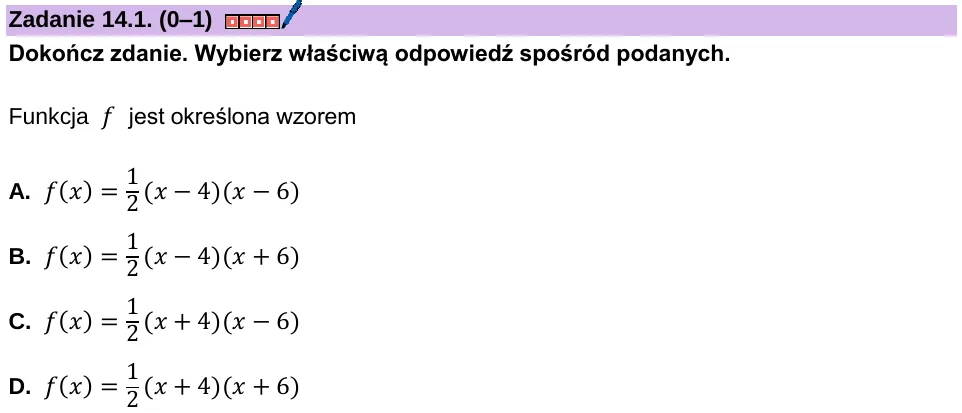 Zadanie 14.1. (0–1)
Dokończ zdanie. Wybierz właściwą odpowiedź spośród podanych.
Funkcja f jest określona wzorem
A. f(x) = 1/2 (x − 4)(x − 6)
B. f(x) = 1/2 (x − 4)(x + 6)
C. f(x) = 1/2 (x + 4)(x − 6)
D. f(x) = 1/2 (x + 4)(x + 6)